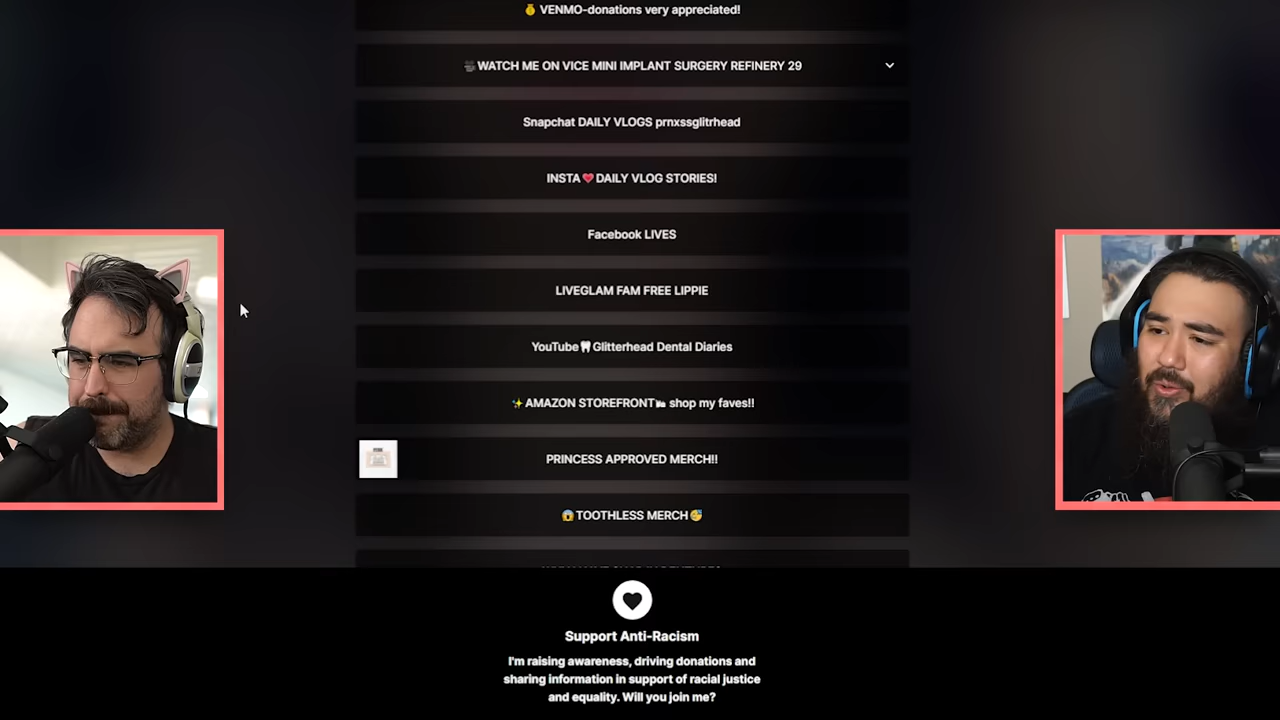 🏅 VENMO-donations very appreciated!
📽WATCH ME ON VICE MINI IMPLANT SURGERY REFINERY 29
Snapchat DAILY VLOGS prnxssglitrhead
INSTA❤️DAILY VLOG STORIES!
Facebook LIVES
LIVEGLAM FAM FREE LIPPIE
YouTube🦷Glitterhead Dental Diaries
✨AMAZON STOREFRONT🛍 shop my faves!!
PRINCESS APPROVED MERCH!!
😱TOOTHLESS MERCH🥳
Support Anti-Racism
I'm raising awareness, driving donations and
sharing information in support of racial justice
and equality. Will you join me?